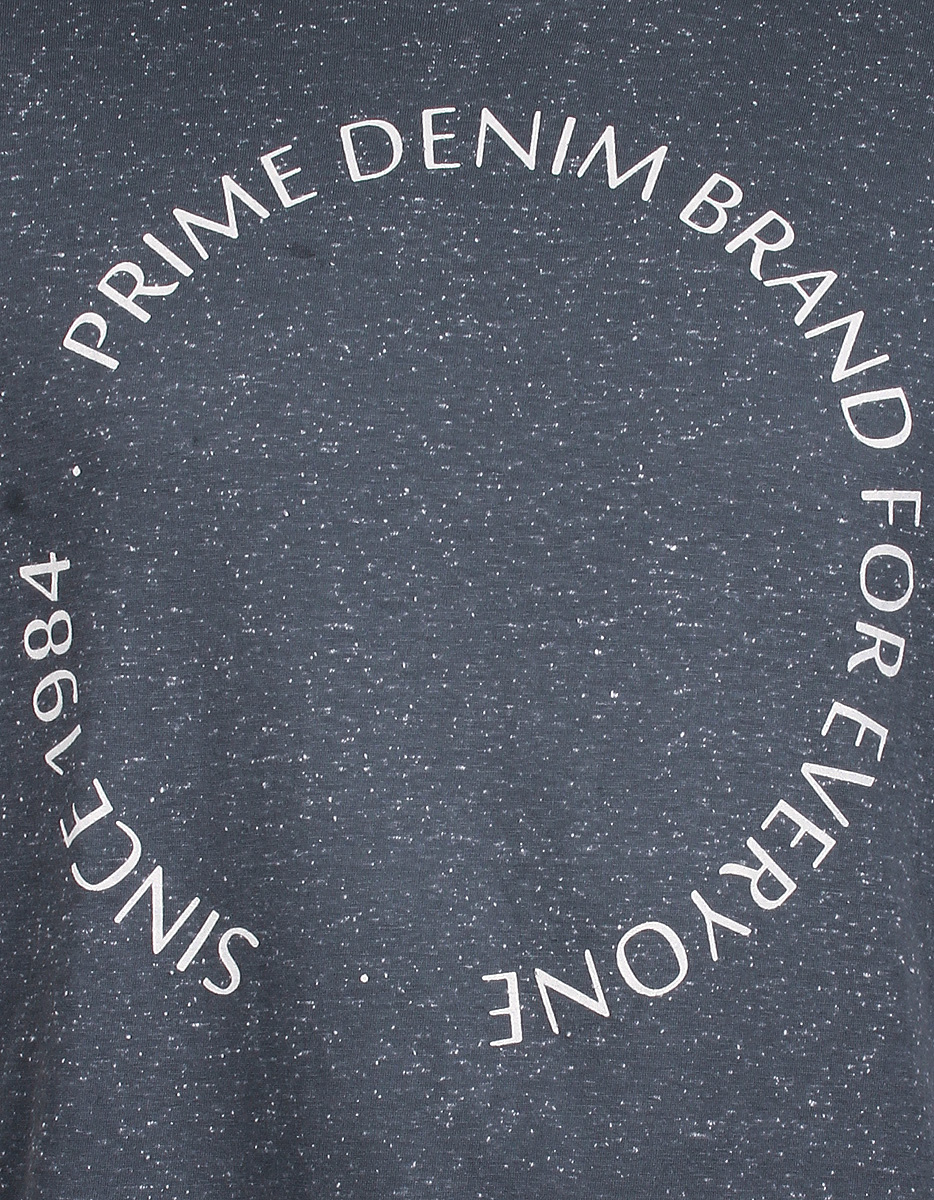 PRIME DENIM BRAND FOR EVERYONE · SINCE 1984 ·